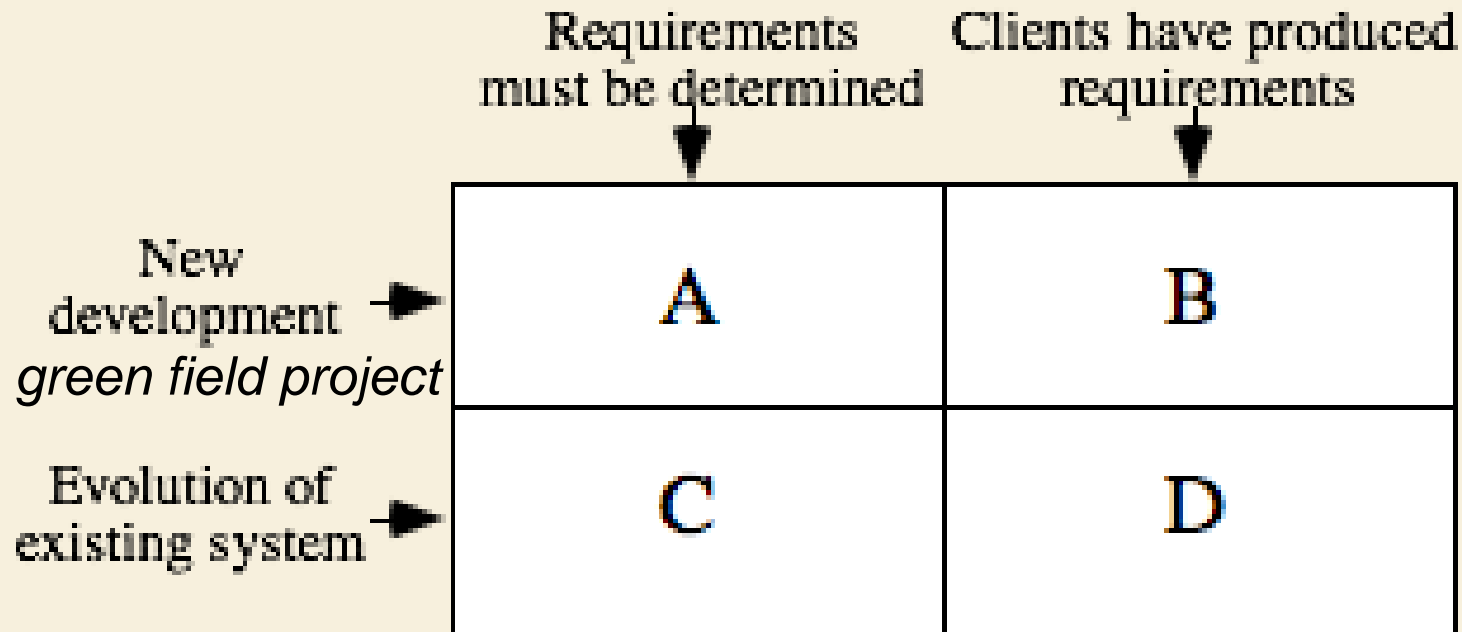 Requirements
must be determined
Clients have produced
requirements
New
development
green field project
A
B
Evolution of
existing system
C
D